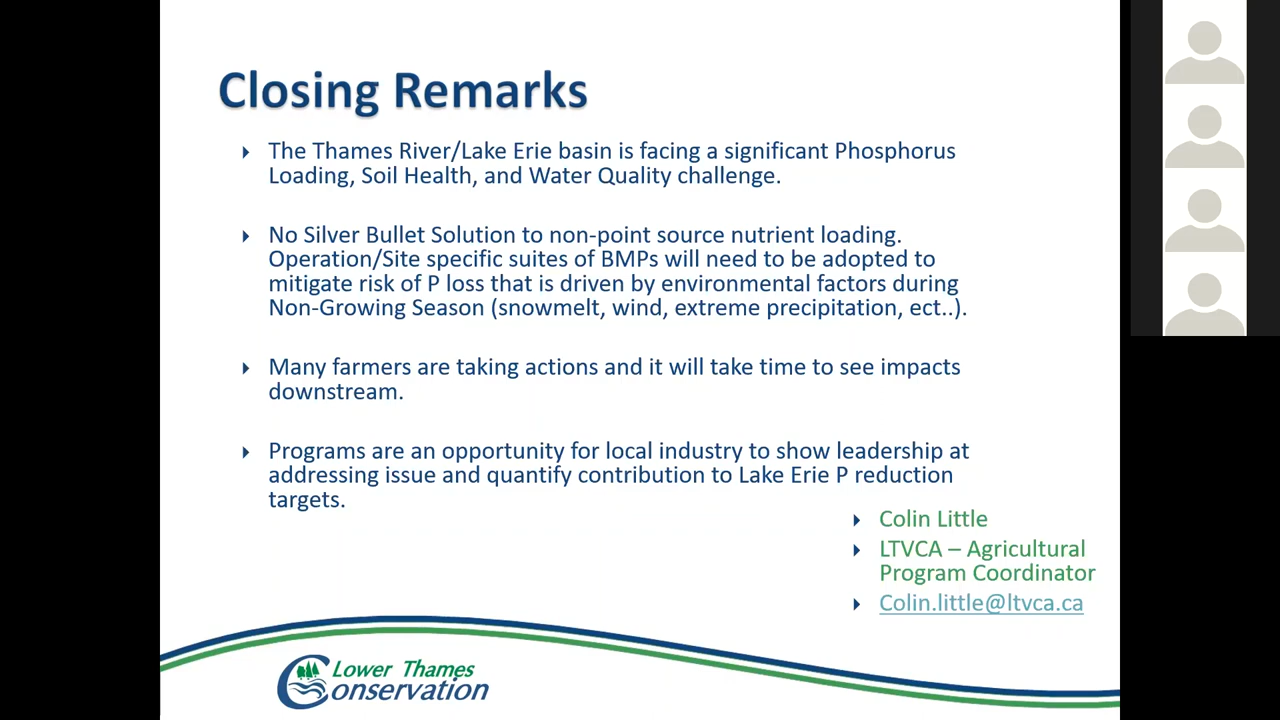 Closing Remarks
The Thames River/Lake Erie basin is facing a significant Phosphorus
Loading, Soil Health, and Water Quality challenge.
No Silver Bullet Solution to non-point source nutrient loading.
Operation/Site specific suites of BMPs will need to be adopted to
mitigate risk of P loss that is driven by environmental factors during
Non-Growing Season (snowmelt, wind, extreme precipitation, ect..).
Many farmers are taking actions and it will take time to see impacts
downstream.
Programs are an opportunity for local industry to show leadership at
addressing issue and quantify contribution to Lake Erie P reduction
targets.
Colin Little
LTVCA – Agricultural
Program Coordinator
Colin.little@ltvca.ca
Lower Thames
Conservation